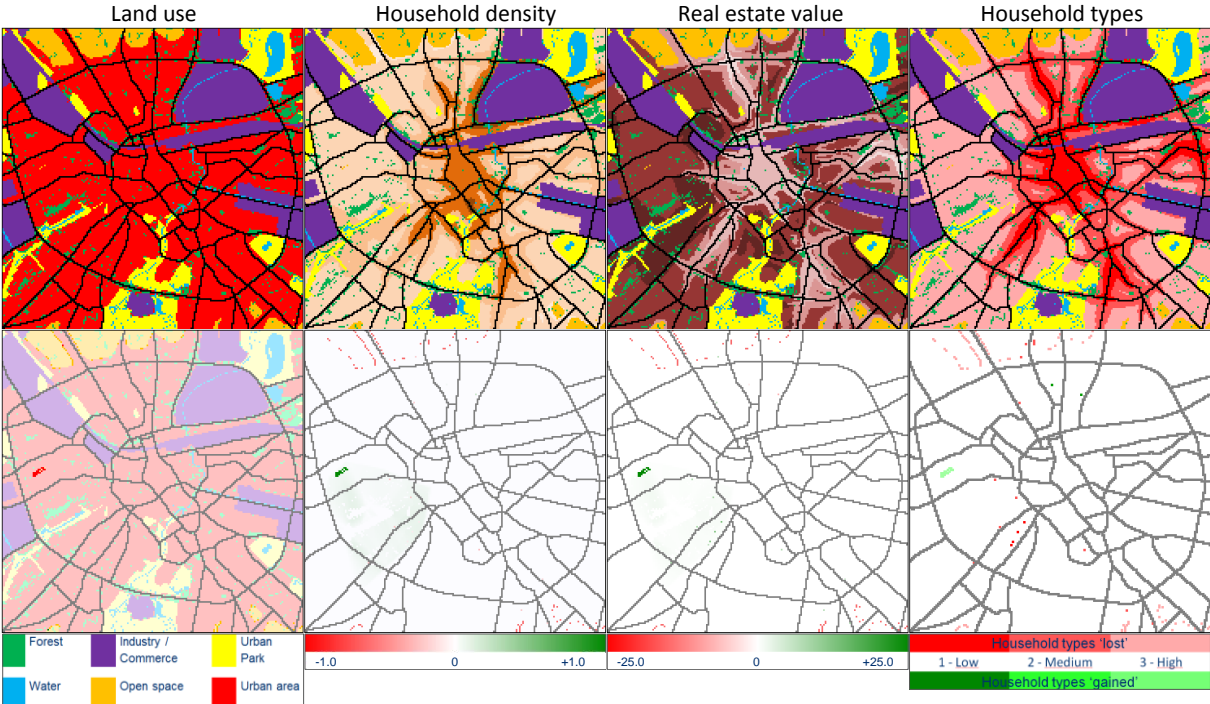 Land use
Household density
Real estate value
Household types
Forest
Industry /
Commerce
Urban
Park
Water
Open space
Urban area
-1.0 0 +1.0
-25.0 0 +25.0
Household types 'lost'
1 - Low 2 - Medium 3 - High
Household types 'gained'